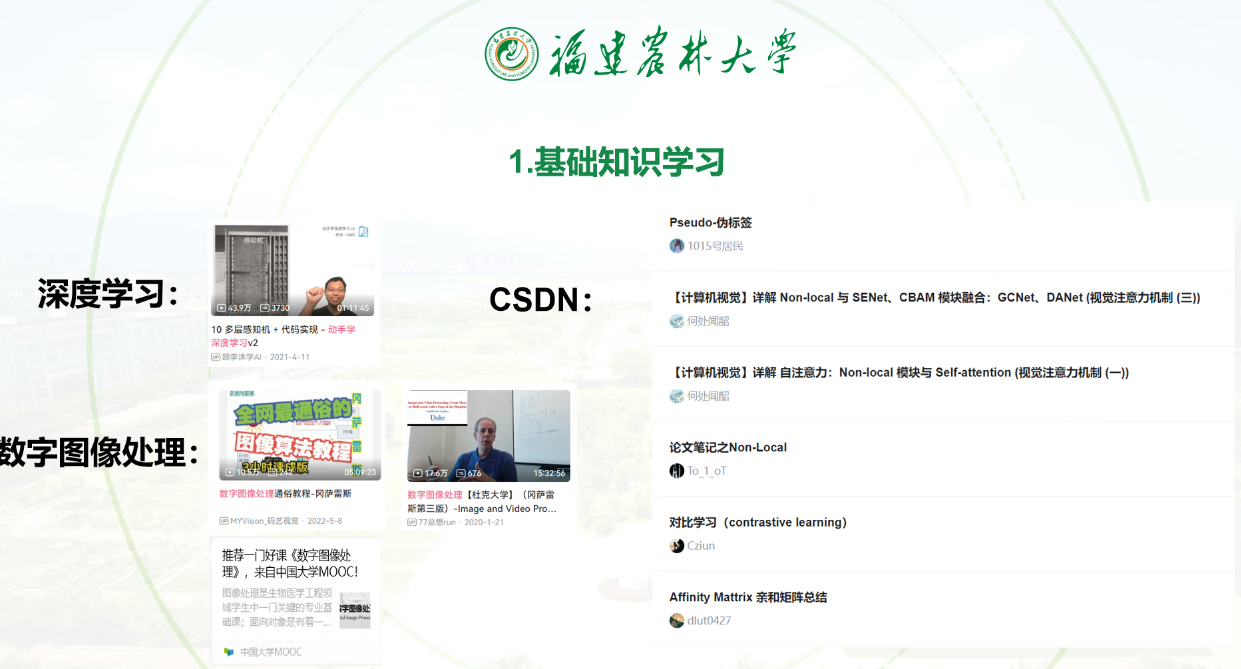 福建农林大学
1.基础知识学习
深度学习：
感知机
43.9万 3730 01:11:45
10 多层感知机 + 代码实现 - 动手学
深度学习v2
跟李沐学AI · 2021-4-11
数字图像处理：
全网最通俗的
冈萨雷斯
图像算法教程
3小时速成版
10.5万 242 05:09:23
数字图像处理通俗教程-冈萨雷斯
MYVision_码艺视觉 · 2022-5-8
Duke
17.6万 676 15:32:56
数字图像处理【杜克大学】（冈萨雷
斯第三版）-Image and Video Pro...
77总想run · 2020-1-21
推荐一门好课《数字图像处
理》，来自中国大学MOOC！
图像处理是生物医学工程领
域学生中一门关键的专业基
础课；面向对象是有着一...
中国大学MOOC
CSDN：
Pseudo-伪标签
1015号居民
【计算机视觉】详解 Non-local 与 SENet、CBAM 模块融合：GCNet、DANet (视觉注意力机制 (三))
何处闻韶
【计算机视觉】详解 自注意力：Non-local 模块与 Self-attention (视觉注意力机制 (一))
何处闻韶
论文笔记之Non-Local
To_1_oT
对比学习（contrastive learning）
Cziun
Affinity Mattrix 亲和矩阵总结
dlut0427